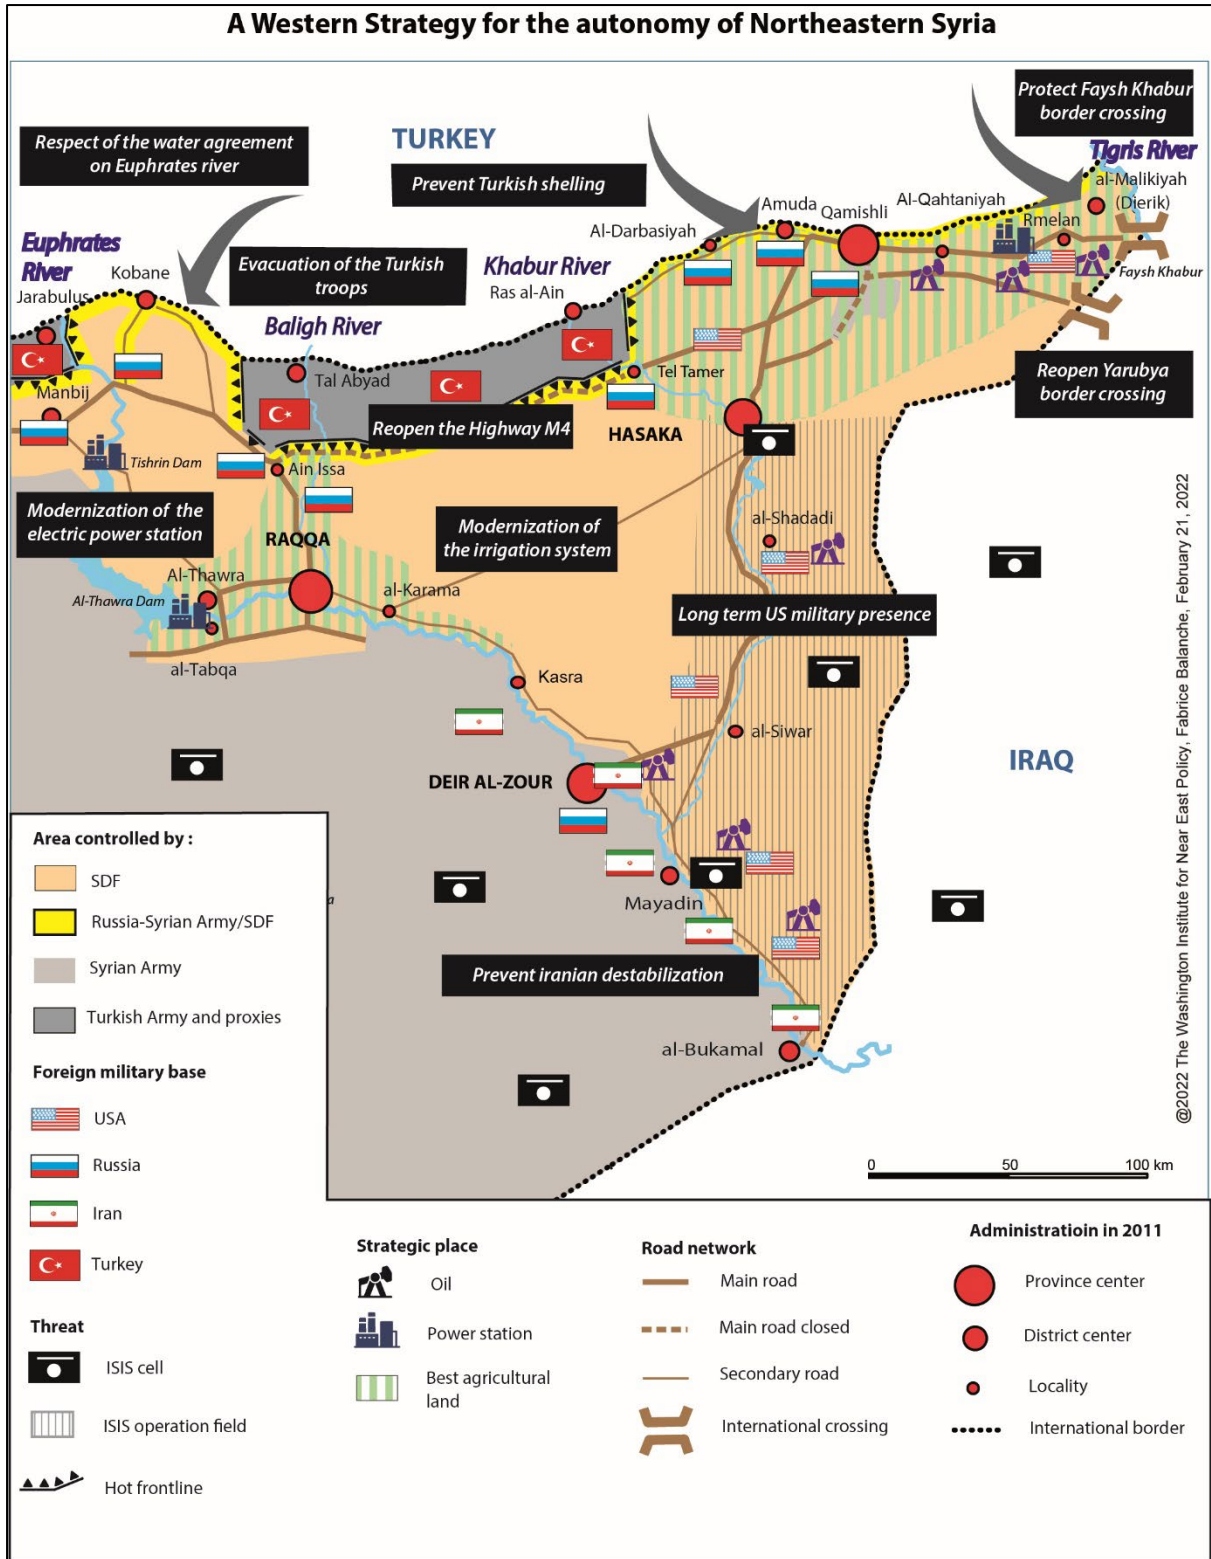 A Western Strategy for the autonomy of Northeastern Syria
Protect Faysh Khabur
border crossing
Respect of the water agreement
on Euphrates river
TURKEY
Prevent Turkish shelling
Tigris River
al-Malikiyah
(Dierik)
Al-Qahtaniyah
Amuda
Qamishli
Rmelan
Al-Darbasiyah
Faysh Khabur
Euphrates
River
Jarabulus
Kobane
Evacuation of the Turkish
troops
Khabur River
Ras al-Ain
Baligh River
Tal Abyad
Tel Tamer
Reopen Yarubya
border crossing
Manbij
Reopen the Highway M4
HASAKA
Tishrin Dam
Ain Issa
Modernization of the
electric power station
RAQQA
Modernization of
the irrigation system
al-Shadadi
Al-Thawra
Al-Thawra Dam
al-Karama
Long term US military presence
al-Tabqa
Kasra
al-Siwar
IRAQ
DEIR AL-ZOUR
Mayadin
Prevent iranian destabilization
al-Bukamal
a
@2022 The Washington Institute for Near East Policy, Fabrice Balanche, February 21, 2022
0 50 100 km
Area controlled by :
SDF
Russia-Syrian Army/SDF
Syrian Army
Turkish Army and proxies
Foreign military base
USA
Russia
Iran
Turkey
Threat
ISIS cell
ISIS operation field
Hot frontline
Strategic place
Oil
Power station
Best agricultural
land
Road network
Main road
Main road closed
Secondary road
International crossing
Administratioin in 2011
Province center
District center
Locality
International border